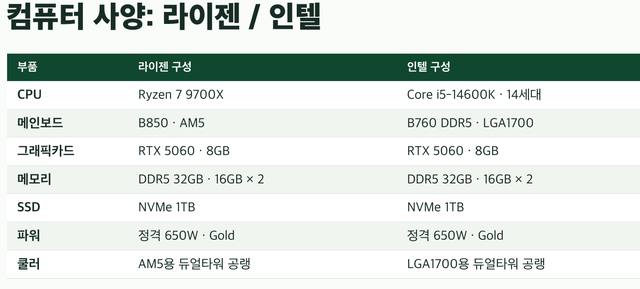 컴퓨터 사양: 라이젠 / 인텔
부품 라이젠 구성 인텔 구성
CPU Ryzen 7 9700X Core i5-14600K · 14세대
메인보드 B850 · AM5 B760 DDR5 · LGA1700
그래픽카드 RTX 5060 · 8GB RTX 5060 · 8GB
메모리 DDR5 32GB · 16GB × 2 DDR5 32GB · 16GB × 2
SSD NVMe 1TB NVMe 1TB
파워 정격 650W · Gold 정격 650W · Gold
쿨러 AM5용 듀얼타워 공랭 LGA1700용 듀얼타워 공랭